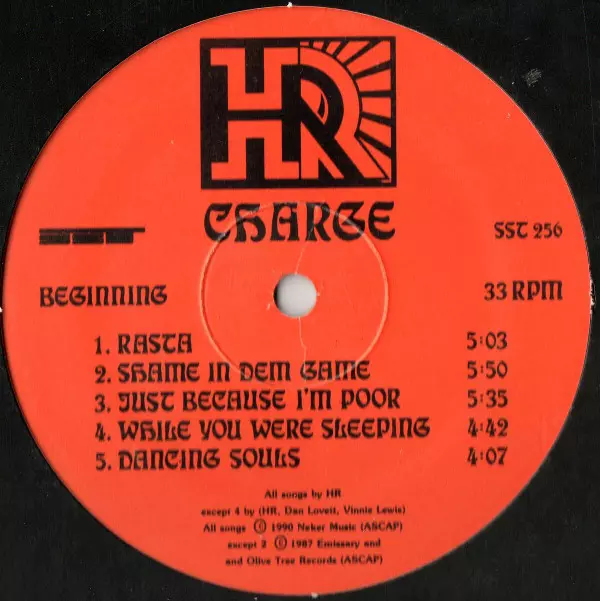 HR
CHARGE
SST SST 256
BEGINNING 33 RPM
1. RASTA 5:03
2. SHAME IN DEM GAME 5:50
3. JUST BECAUSE I'M POOR 5:35
4. WHILE YOU WERE SLEEPING 4:42
5. DANCING SOULS 4:07
All songs by HR
except 4 by (HR, Dan Lovett, Vinnie Lewis)
All songs © 1990 Neker Music (ASCAP)
except 2 © 1987 Emissary and
and Olive Tree Records (ASCAP)